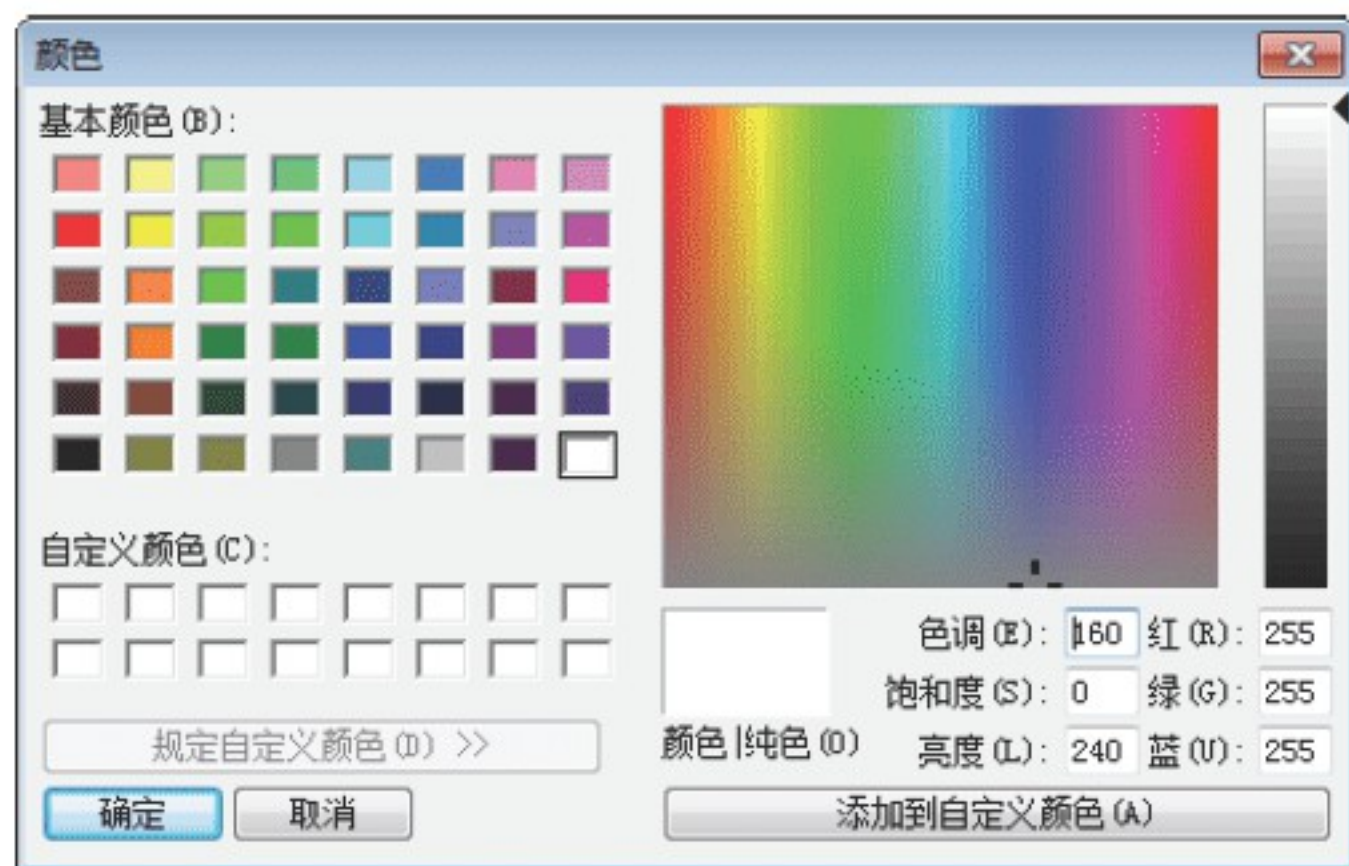 颜色
基本颜色(B):
自定义颜色(C):
规定自定义颜色(D) >>
确定
取消
颜色|纯色(O)
色调(E): 160
红(R): 255
饱和度(S): 0
绿(G): 255
亮度(L): 240
蓝(U): 255
添加到自定义颜色(A)